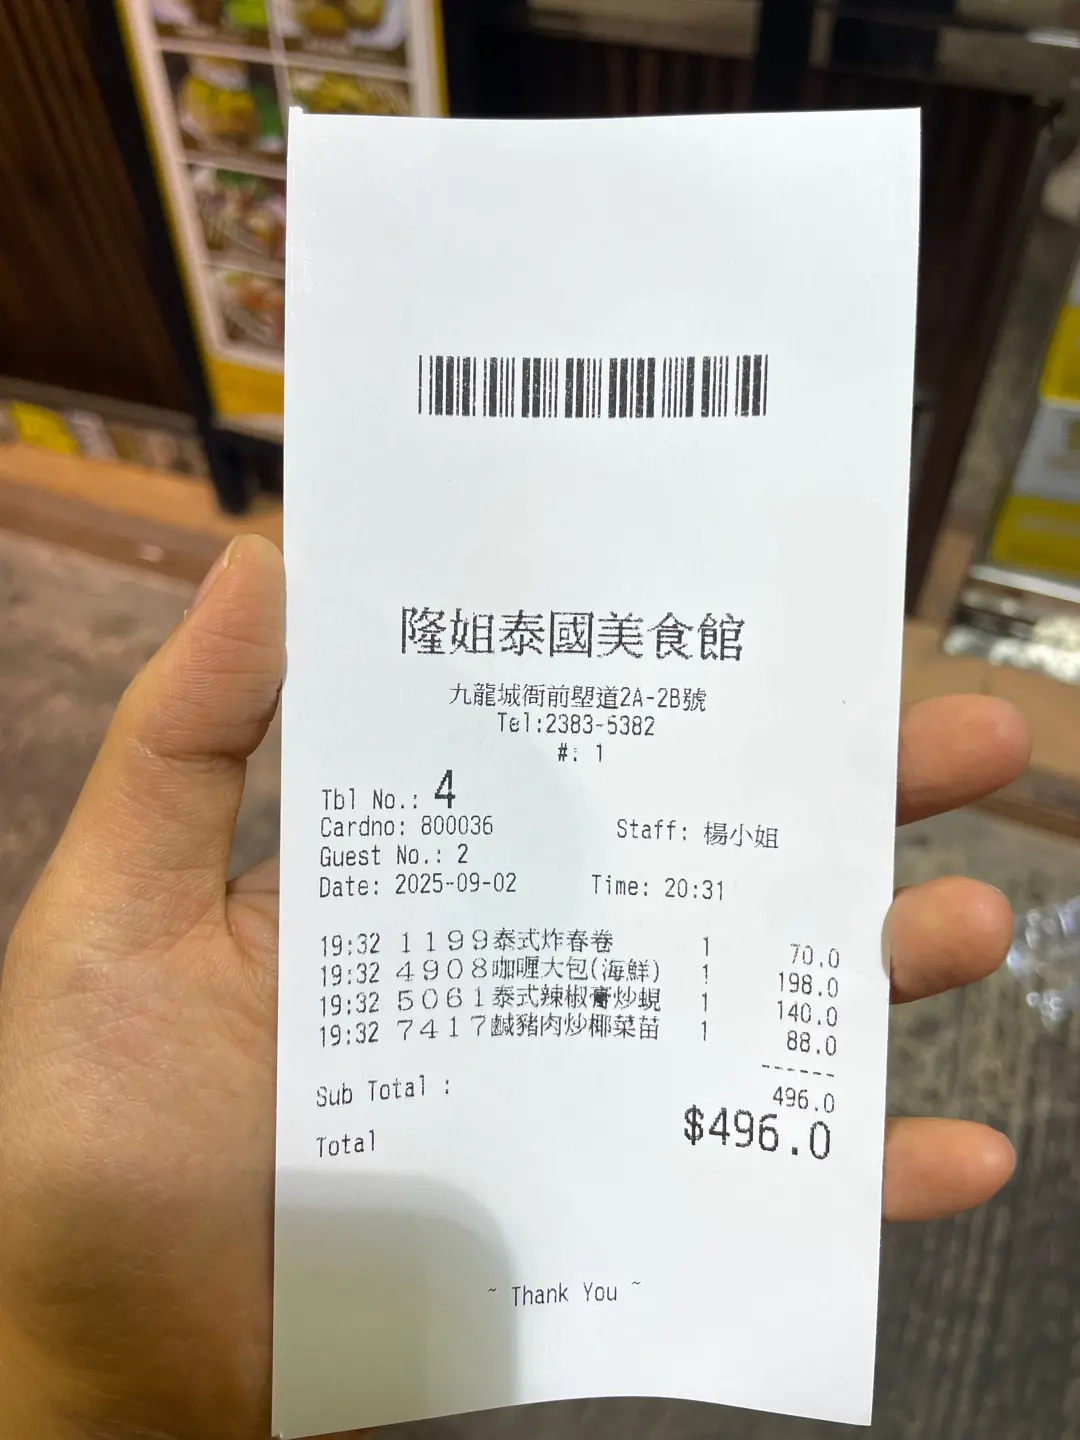 隆姐泰國美食館
九龍城衙前塱道2A-2B號
Tel:2383-5382
#: 1
Tbl No.: 4
Cardno: 800036 Staff: 楊小姐
Guest No.: 2
Date: 2025-09-02 Time: 20:31
19:32 1199泰式炸春卷 1 70.0
19:32 4908咖喱大包(海鮮) 1 198.0
19:32 5061泰式辣椒膏炒蜆 1 140.0
19:32 7417鹹豬肉炒椰菜苗 1 88.0
------
Sub Total : 496.0
Total $496.0
~ Thank You ~